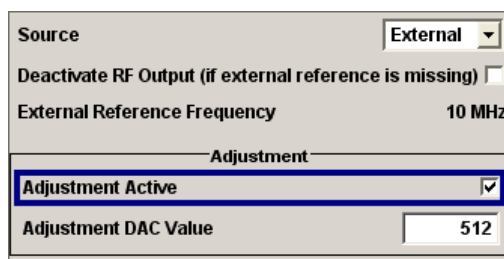 Source External
Deactivate RF Output (if external reference is missing)
External Reference Frequency 10 MHz
Adjustment
Adjustment Active
Adjustment DAC Value 512